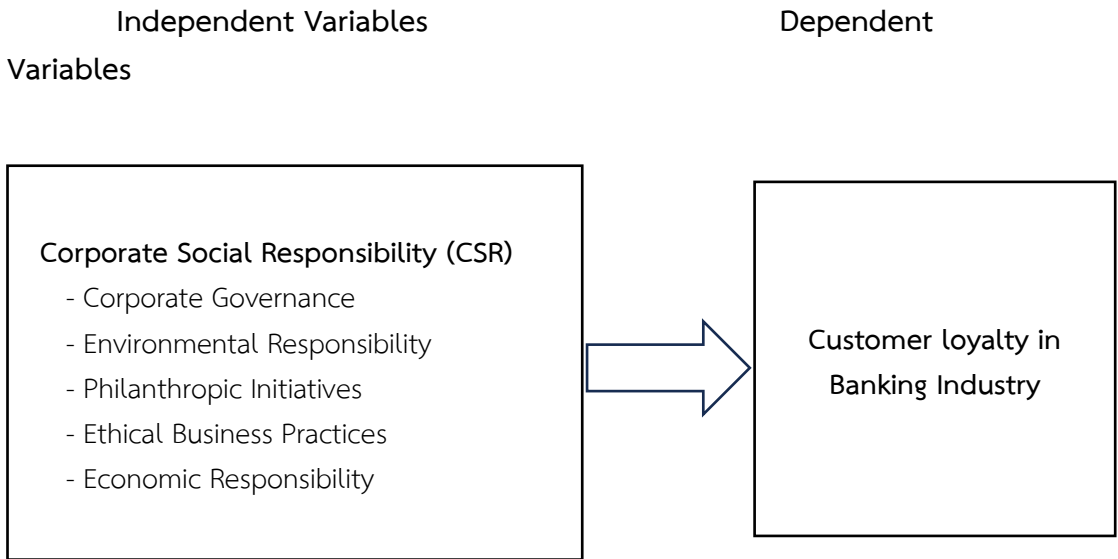 Independent Variables Dependent
Variables
Corporate Social Responsibility (CSR)
- Corporate Governance
- Environmental Responsibility
- Philanthropic Initiatives
- Ethical Business Practices
- Economic Responsibility
Customer loyalty in
Banking Industry